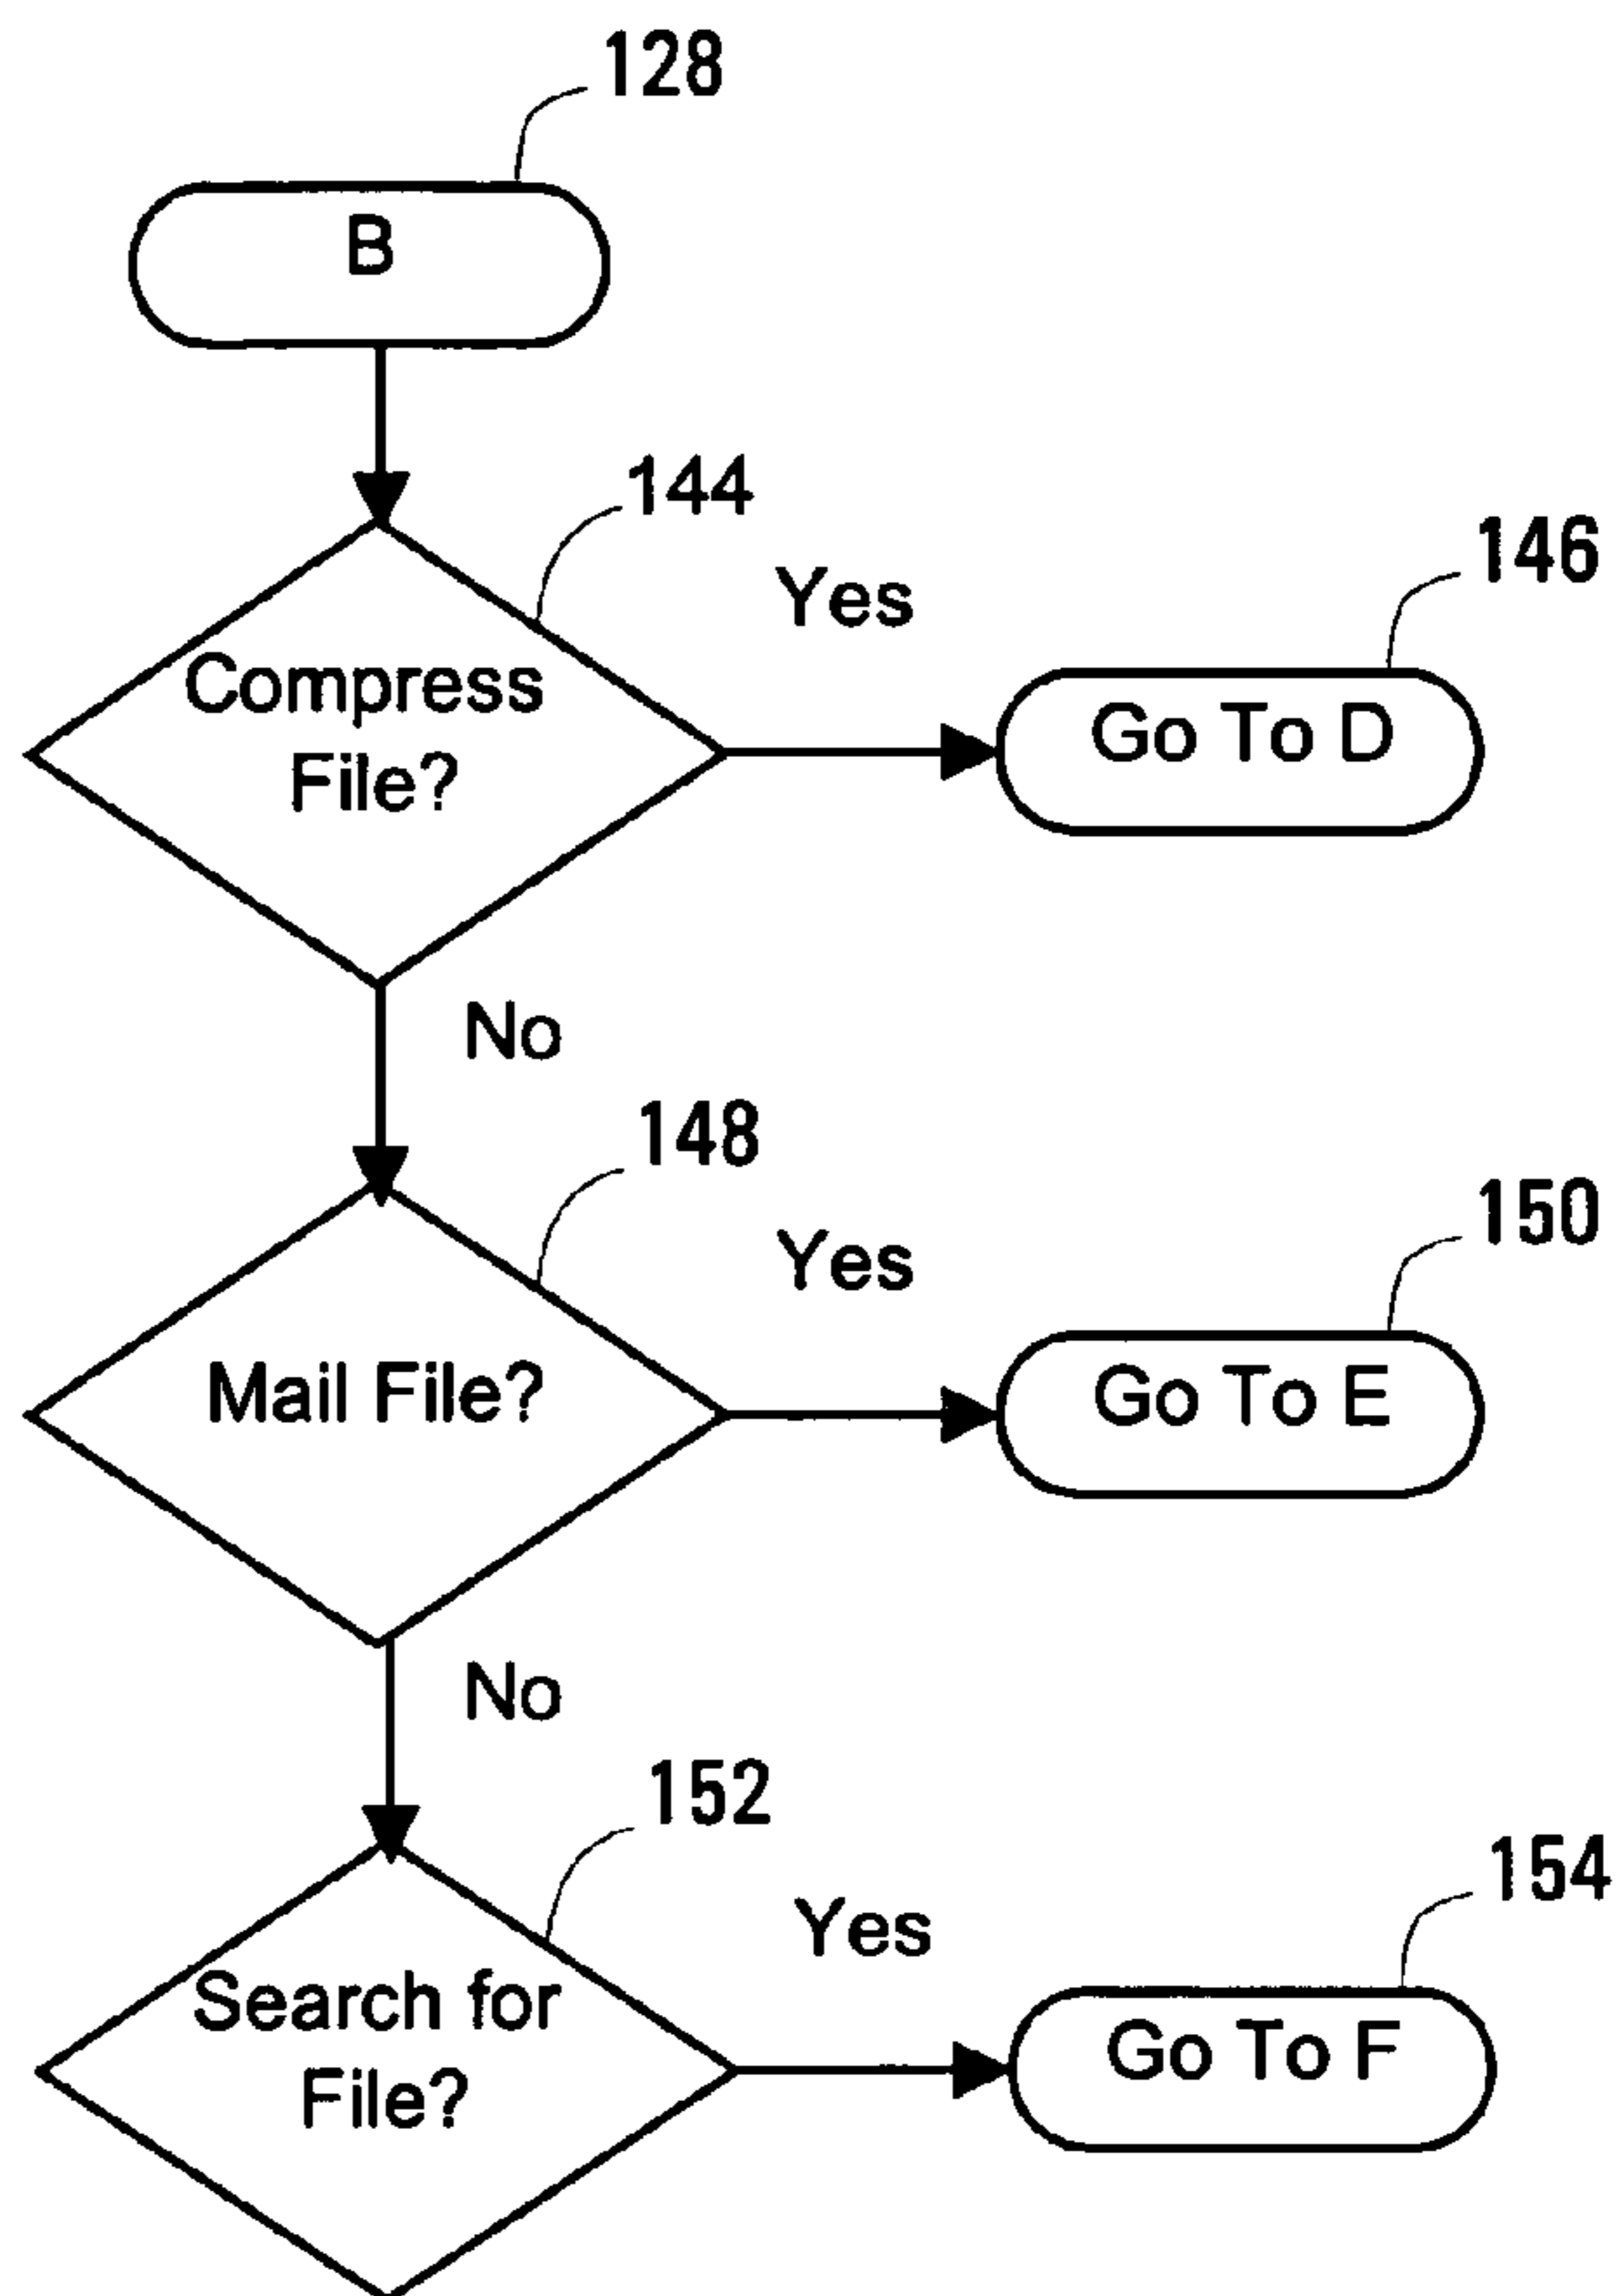 128
B
144
Yes
146
Compress
File?
Go To D
No
148
Yes
150
Mail File?
Go To E
No
152
Yes
154
Search for
File?
Go To F